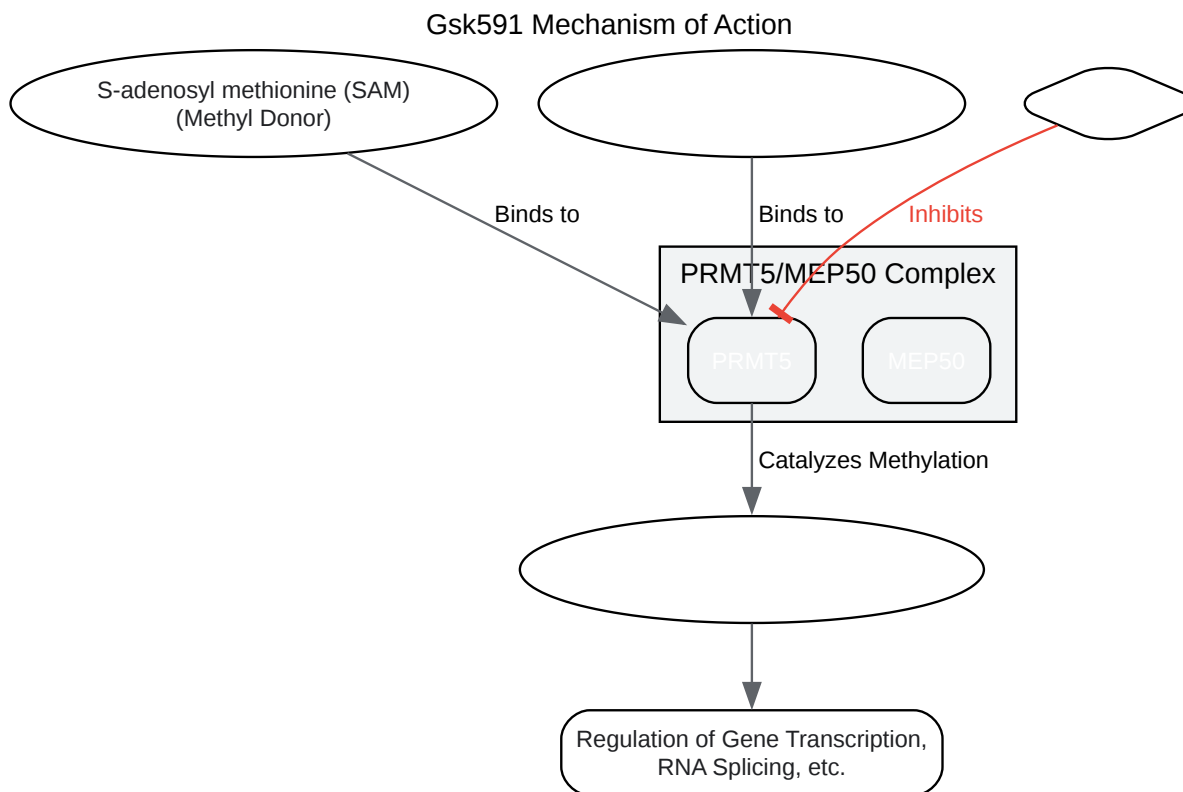 Gsk591 Mechanism of Action
S-adenosyl methionine (SAM)
(Methyl Donor)
Binds to
Binds to
Inhibits
PRMT5/MEP50 Complex
PRMT5
MEP50
Catalyzes Methylation
Regulation of Gene Transcription,
RNA Splicing, etc.